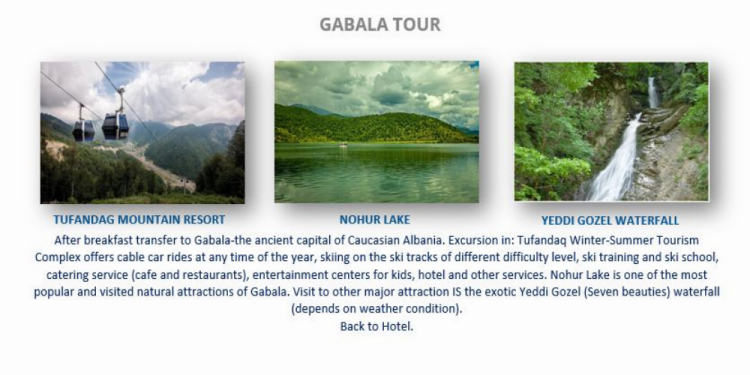 GABALA TOUR
TUFANDAG MOUNTAIN RESORT
NOHUR LAKE
YEDDI GOZEL WATERFALL
After breakfast transfer to Gabala-the ancient capital of Caucasian Albania. Excursion in: Tufandaq Winter-Summer Tourism
Complex offers cable car rides at any time of the year, skiing on the ski tracks of different difficulty level, ski training and ski school,
catering service (cafe and restaurants), entertainment centers for kids, hotel and other services. Nohur Lake is one of the most
popular and visited natural attractions of Gabala. Visit to other major attraction IS the exotic Yeddi Gozel (Seven beauties) waterfall
(depends on weather condition).
Back to Hotel.